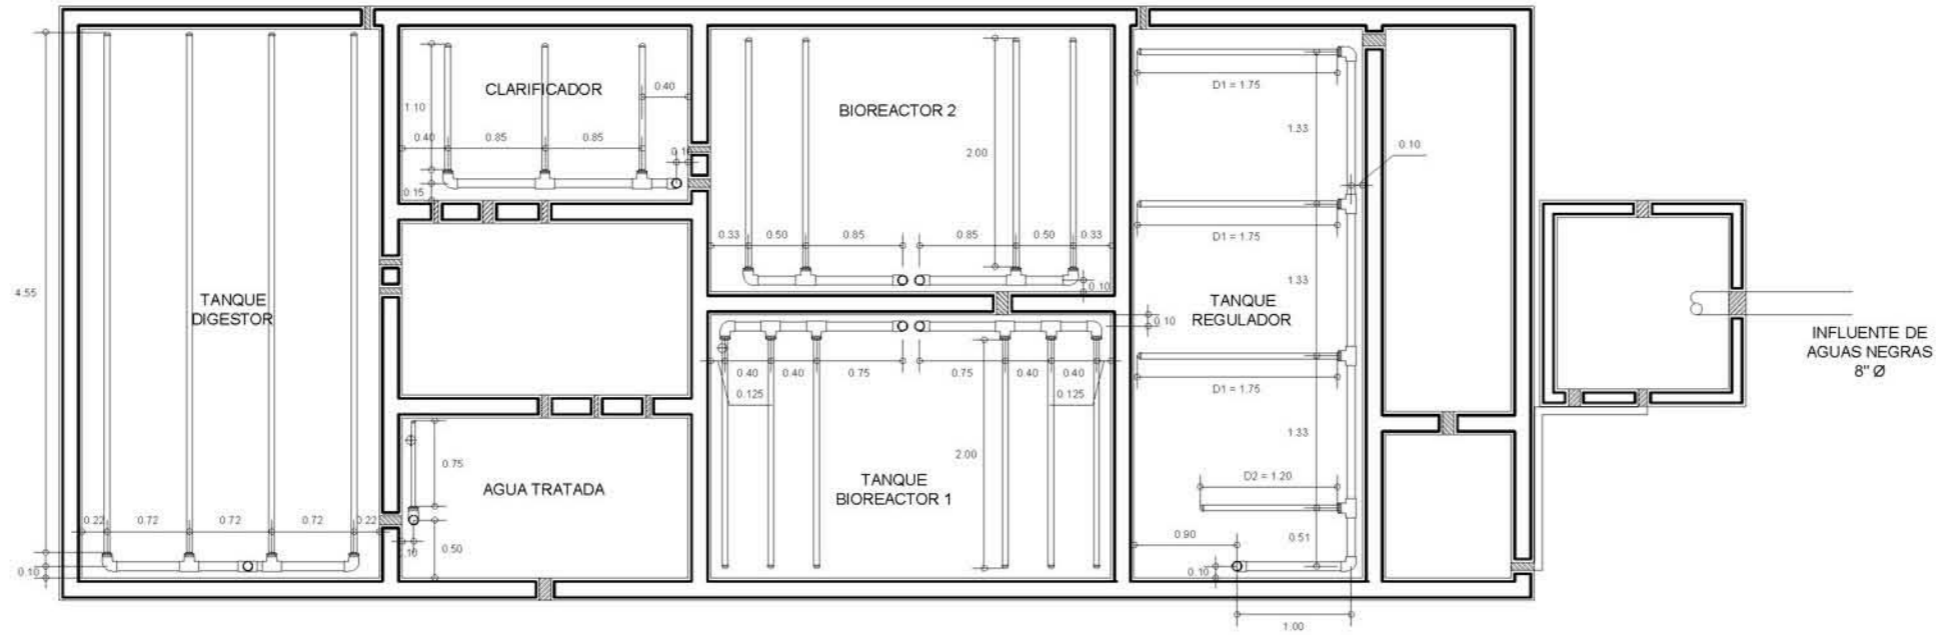 4.55
0.22
0.72
0.72
0.72
0.22
0.10
TANQUE
DIGESTOR
CLARIFICADOR
1.10
0.40
0.85
0.85
0.40
0.15
AGUA TRATADA
0.75
0.50
BIOREACTOR 2
2.00
0.33
0.50
0.85
0.85
0.50
0.33
0.10
TANQUE
BIOREACTOR 1
0.40
0.40
0.75
0.75
0.40
0.40
0.125
0.125
2.00
0.10
TANQUE
REGULADOR
D1 = 1.75
1.33
0.10
D1 = 1.75
1.33
D1 = 1.75
1.33
D2 = 1.20
0.90
0.51
0.10
1.00
INFLUENTE DE
AGUAS NEGRAS
8" Ø